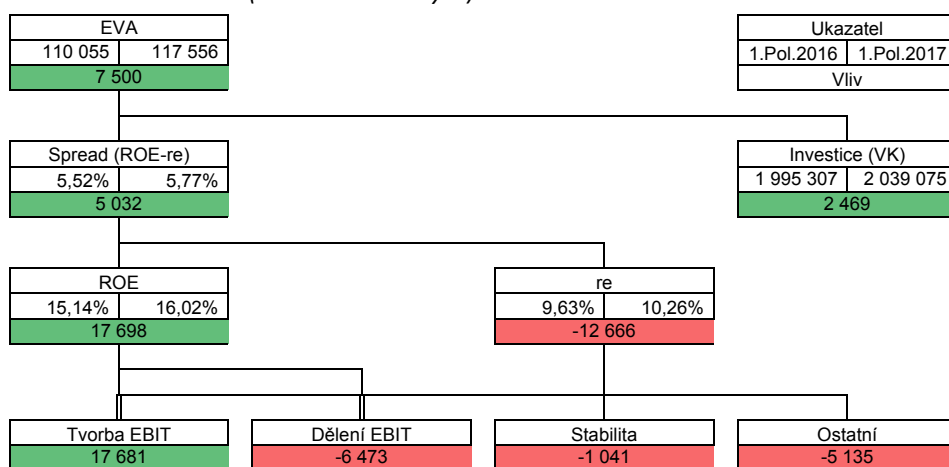 EVA
110 055 117 556
7 500
Ukazatel
1.Pol.2016 1.Pol.2017
Vliv
Spread (ROE-re)
5,52% 5,77%
5 032
Investice (VK)
1 995 307 2 039 075
2 469
ROE
15,14% 16,02%
17 698
re
9,63% 10,26%
-12 666
Tvorba EBIT
17 681
Dělení EBIT
-6 473
Stabilita
-1 041
Ostatní
-5 135